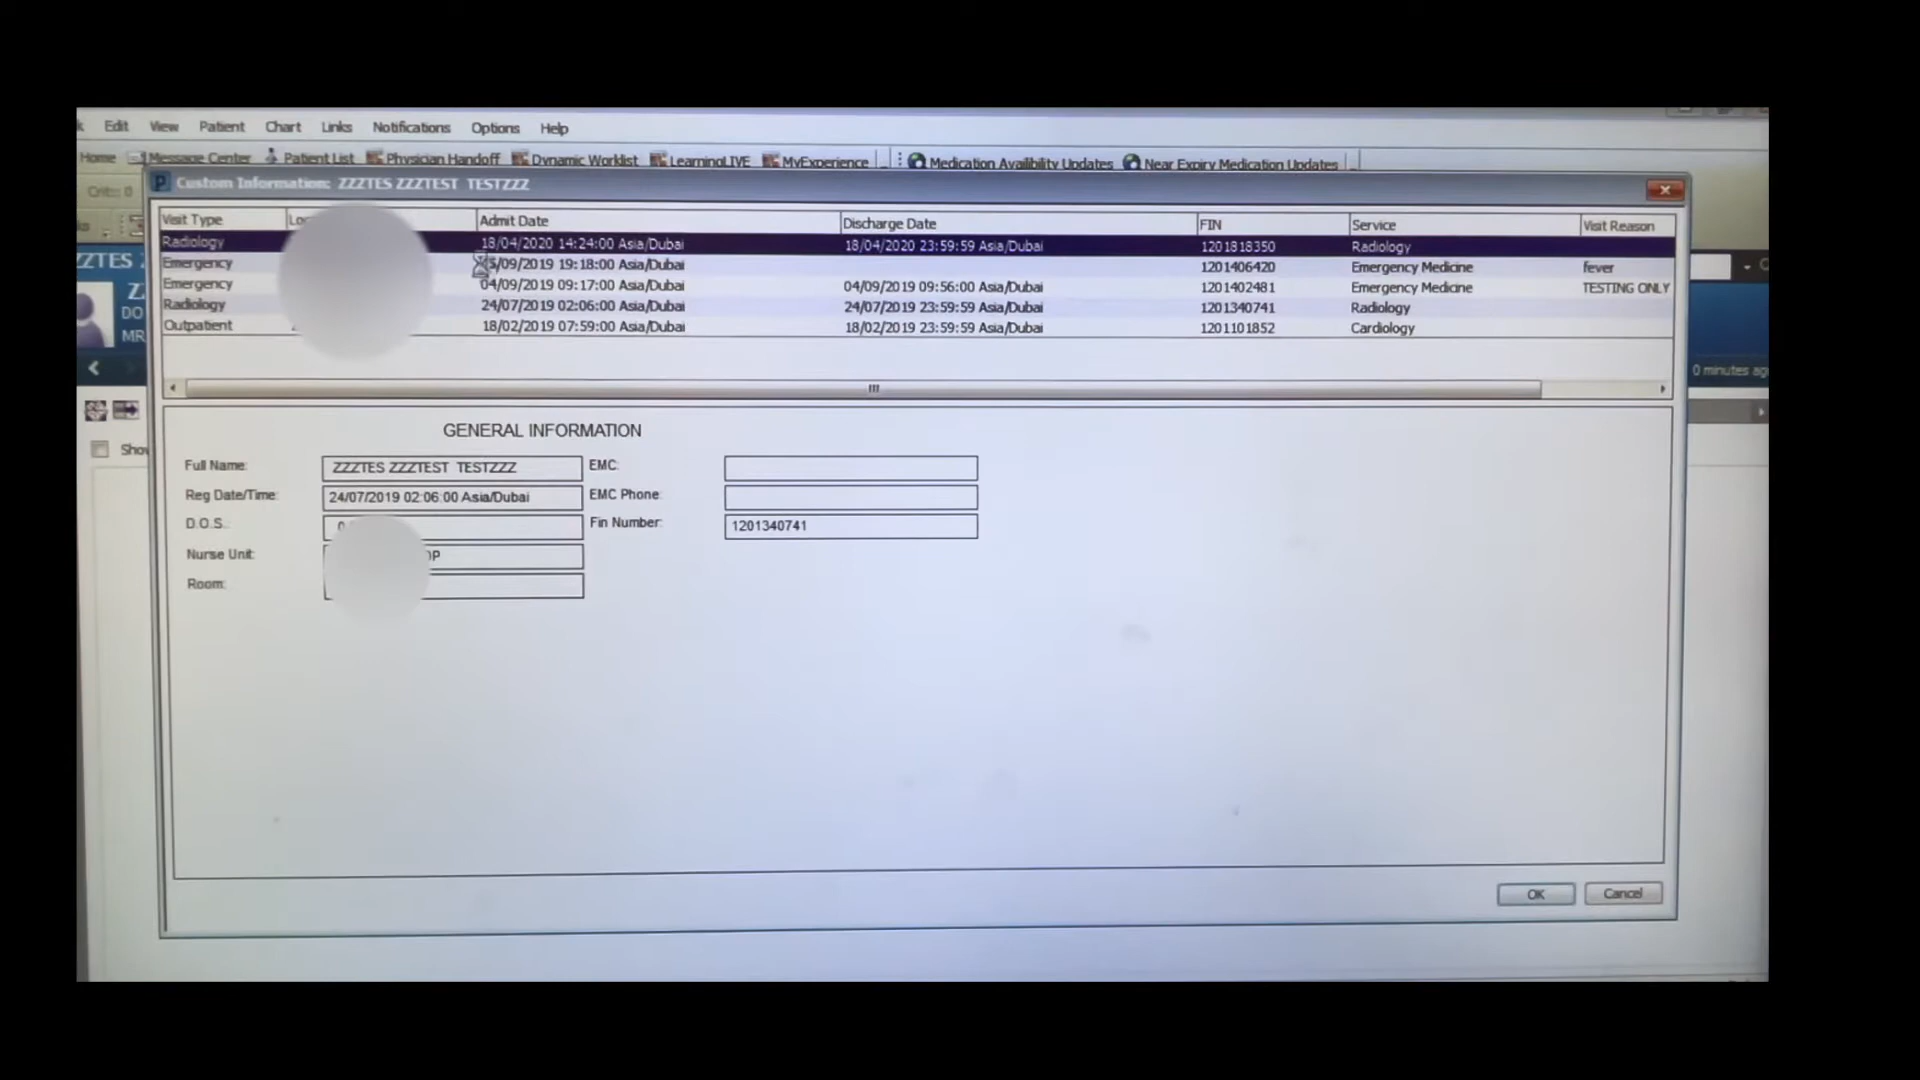 Edit View Patient Chart Links Notifications Options Help
Home Message Center Patient List Physician Handoff Dynamic Worklist LearningLIVE MyExperience Medication Availibility Updates Near Expiry Medication Updates
Custom Information: ZZZTES ZZZTEST TESTZZZ
Visit Type Admit Date Discharge Date FIN Service Visit Reason
Radiology 18/04/2020 14:24:00 Asia/Dubai 18/04/2020 23:59:59 Asia/Dubai 1201818350 Radiology
Emergency 5/09/2019 19:18:00 Asia/Dubai 1201406420 Emergency Medicine fever
Emergency 04/09/2019 09:17:00 Asia/Dubai 04/09/2019 09:56:00 Asia/Dubai 1201402481 Emergency Medicine TESTING ONLY
Radiology 24/07/2019 02:06:00 Asia/Dubai 24/07/2019 23:59:59 Asia/Dubai 1201340741 Radiology
Outpatient 18/02/2019 07:59:00 Asia/Dubai 18/02/2019 23:59:59 Asia/Dubai 1201101852 Cardiology
0 minutes ag
GENERAL INFORMATION
Full Name: ZZZTES ZZZTEST TESTZZZ EMC:
Reg Date/Time: 24/07/2019 02:06:00 Asia/Dubai EMC Phone:
D.O.S. Fin Number: 1201340741
Nurse Unit:
Room:
OK Cancel